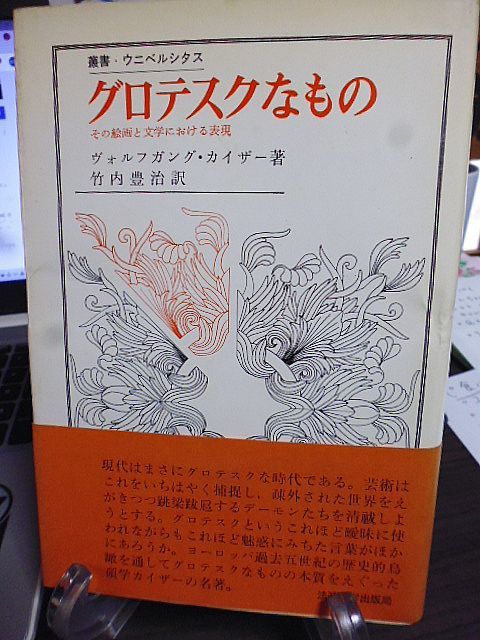 叢書・ウニベルシタス
グロテスクなもの
その絵画と文学における表現
ヴォルフガング・カイザー著
竹内豊治訳
現代はまさにグロテスクな時代である。芸術は
これをいちはやく捕捉し、疎外された世界をえ
がきつつ跳梁跋扈するデーモンたちを清祓しよ
うとする。グロテスクというこれほど曖昧に使
われながらもこれほど魅惑にみちた言葉がほか
にあろうか。ヨーロッパ過去五世紀の歴史的鳥
瞰を通してグロテスクなものの本質をえぐった
碩学カイザーの名著。
出版局